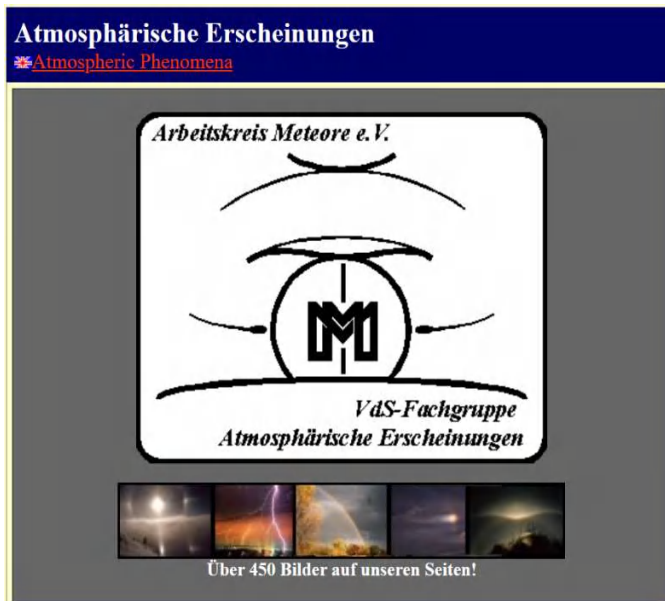 Atmosphärische Erscheinungen
Atmospheric Phenomena
Arbeitskreis Meteore e.V.
VdS-Fachgruppe
Atmosphärische Erscheinungen
Über 450 Bilder auf unseren Seiten!